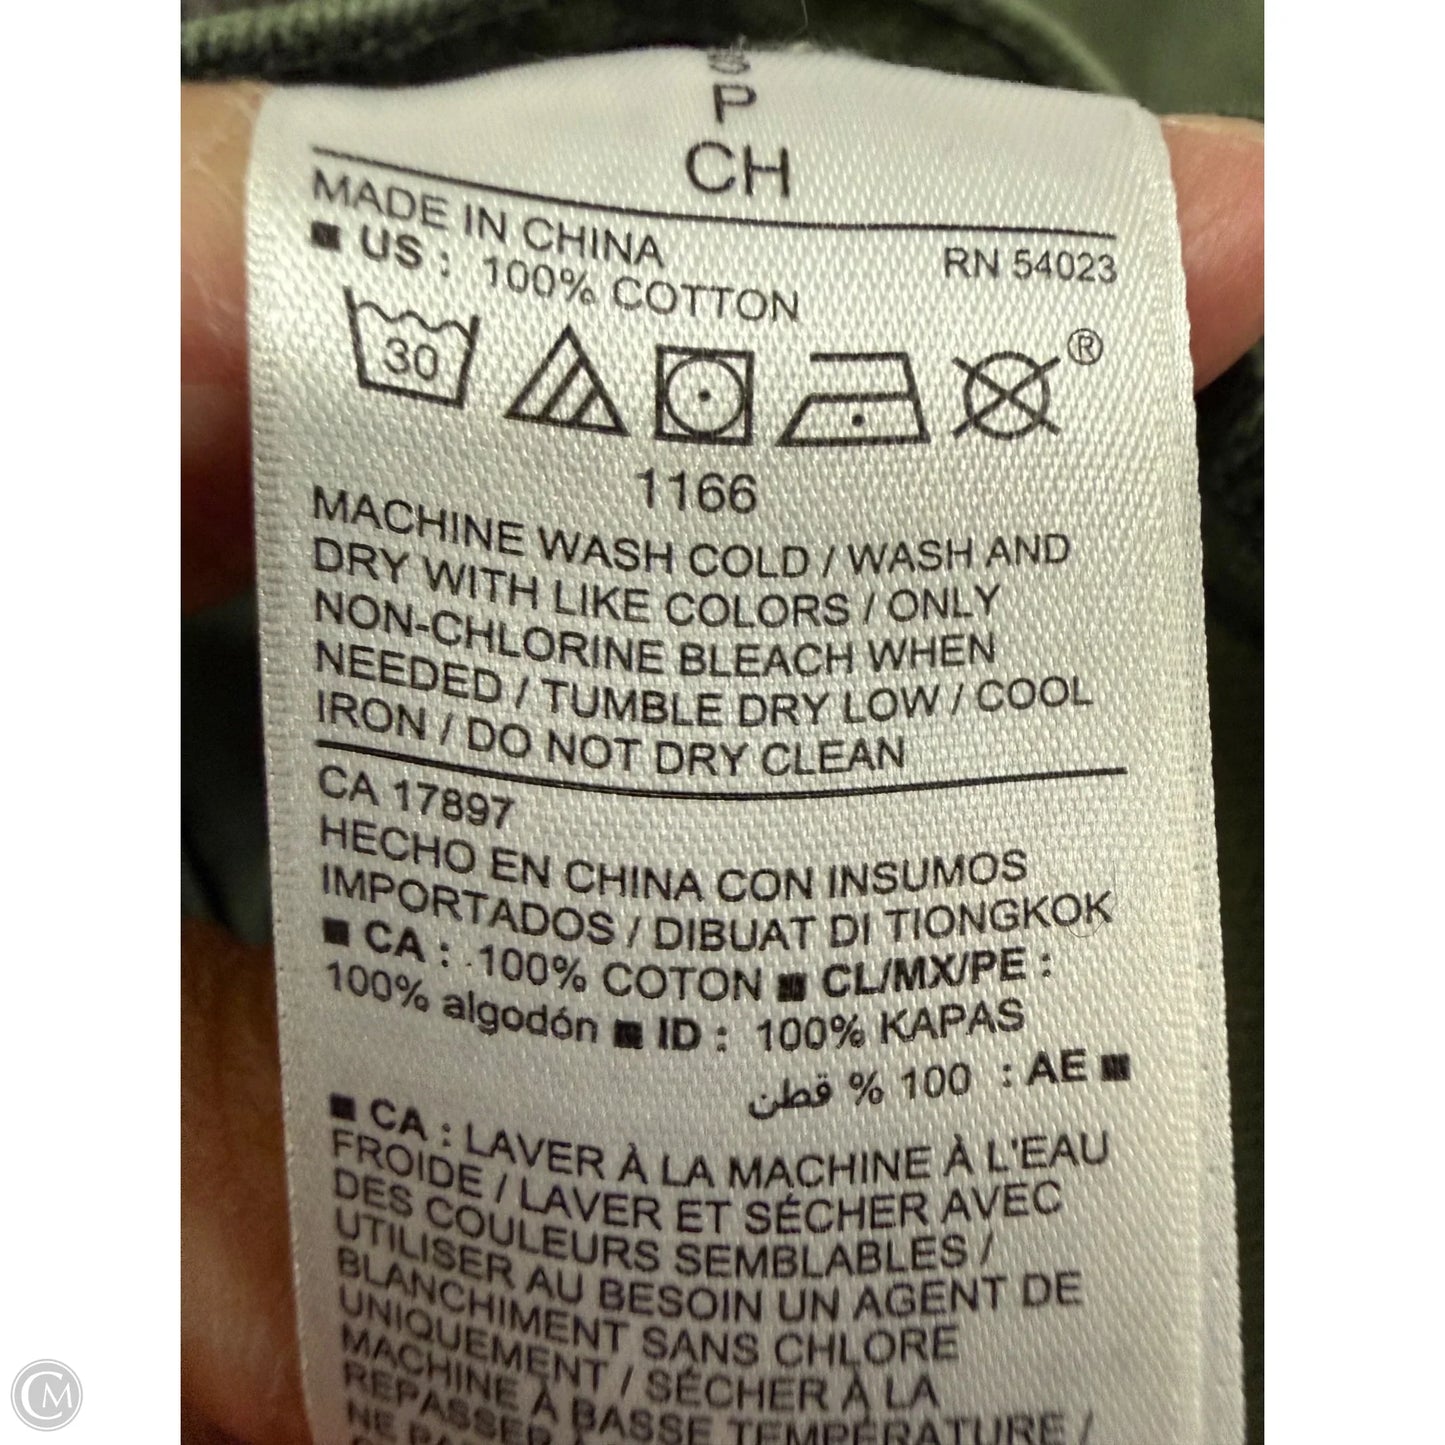 S
P
CH
MADE IN CHINA
RN 54023
US : 100% COTTON
30
®
1166
MACHINE WASH COLD / WASH AND
DRY WITH LIKE COLORS / ONLY
NON-CHLORINE BLEACH WHEN
NEEDED / TUMBLE DRY LOW / COOL
IRON / DO NOT DRY CLEAN
CA 17897
HECHO EN CHINA CON INSUMOS
IMPORTADOS / DIBUAT DI TIONGKOK
■ CA : 100% COTON ■ CL/MX/PE :
100% algodón ■ ID : 100% KAPAS
■ AE : 100 % قطن
■ CA : LAVER À LA MACHINE À L'EAU
FROIDE / LAVER ET SÉCHER AVEC
DES COULEURS SEMBLABLES /
UTILISER AU BESOIN UN AGENT DE
BLANCHIMENT SANS CHLORE
UNIQUEMENT / SÉCHER À LA
MACHINE À BASSE TEMPÉRATURE /
REPASSER
NE
CM